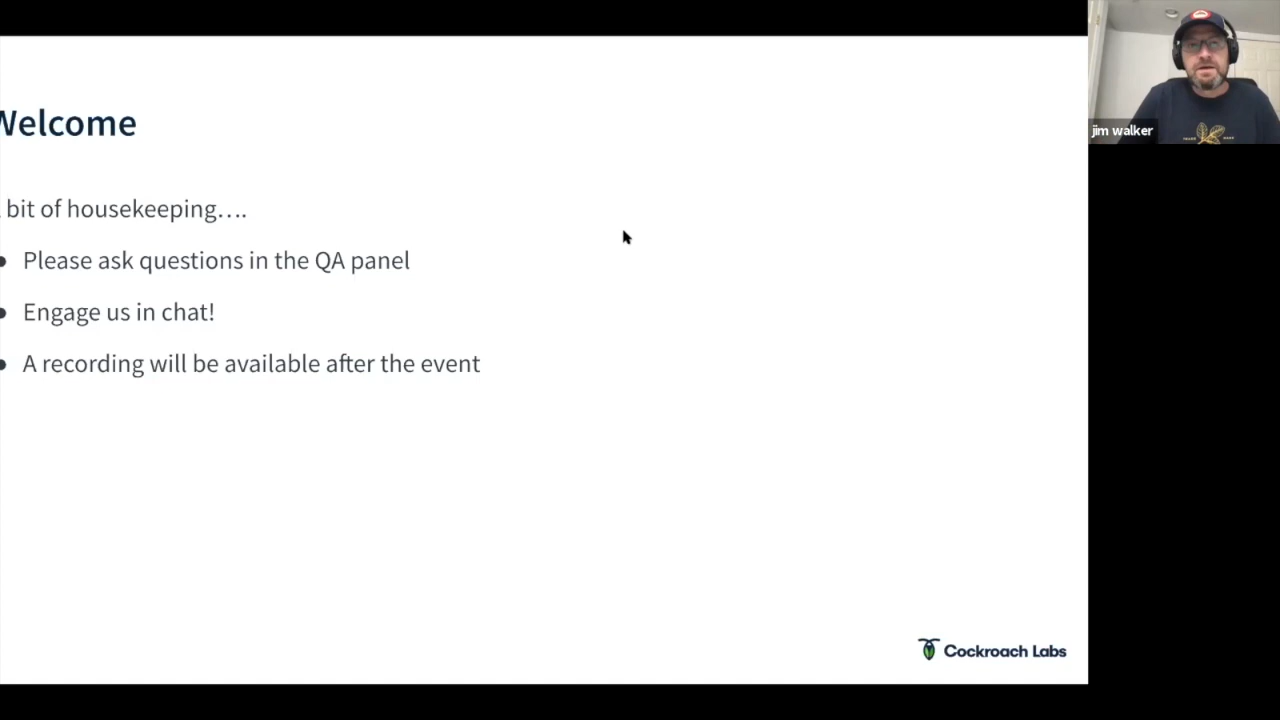 Welcome
bit of housekeeping….
● Please ask questions in the QA panel
● Engage us in chat!
● A recording will be available after the event
jim walker
Cockroach Labs